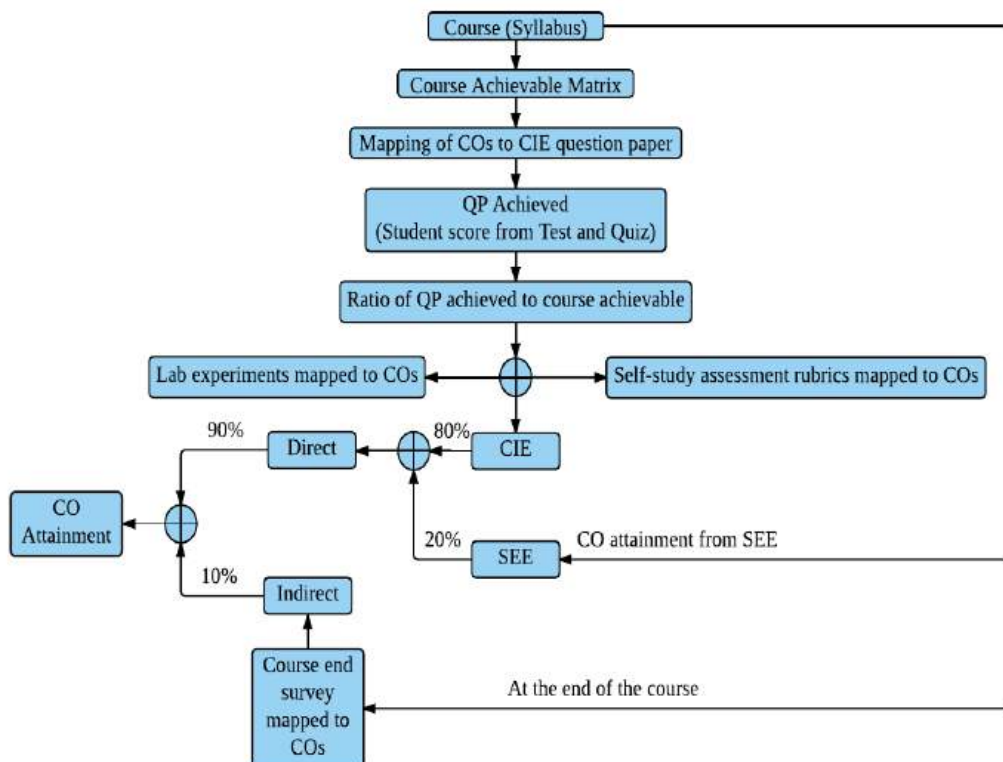 Course (Syllabus)
Course Achievable Matrix
Mapping of COs to CIE question paper
QP Achieved
(Student score from Test and Quiz)
Ratio of QP achieved to course achievable
Lab experiments mapped to COs
Self-study assessment rubrics mapped to COs
90%
Direct
80%
CIE
CO
Attainment
20%
SEE
CO attainment from SEE
10%
Indirect
Course end
survey
mapped to
COs
At the end of the course